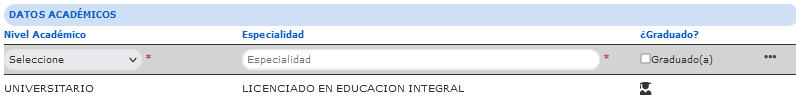 DATOS ACADÉMICOS
Nivel Académico Especialidad ¿Graduado?
Seleccione * Especialidad * Graduado(a) •••
UNIVERSITARIO LICENCIADO EN EDUCACION INTEGRAL